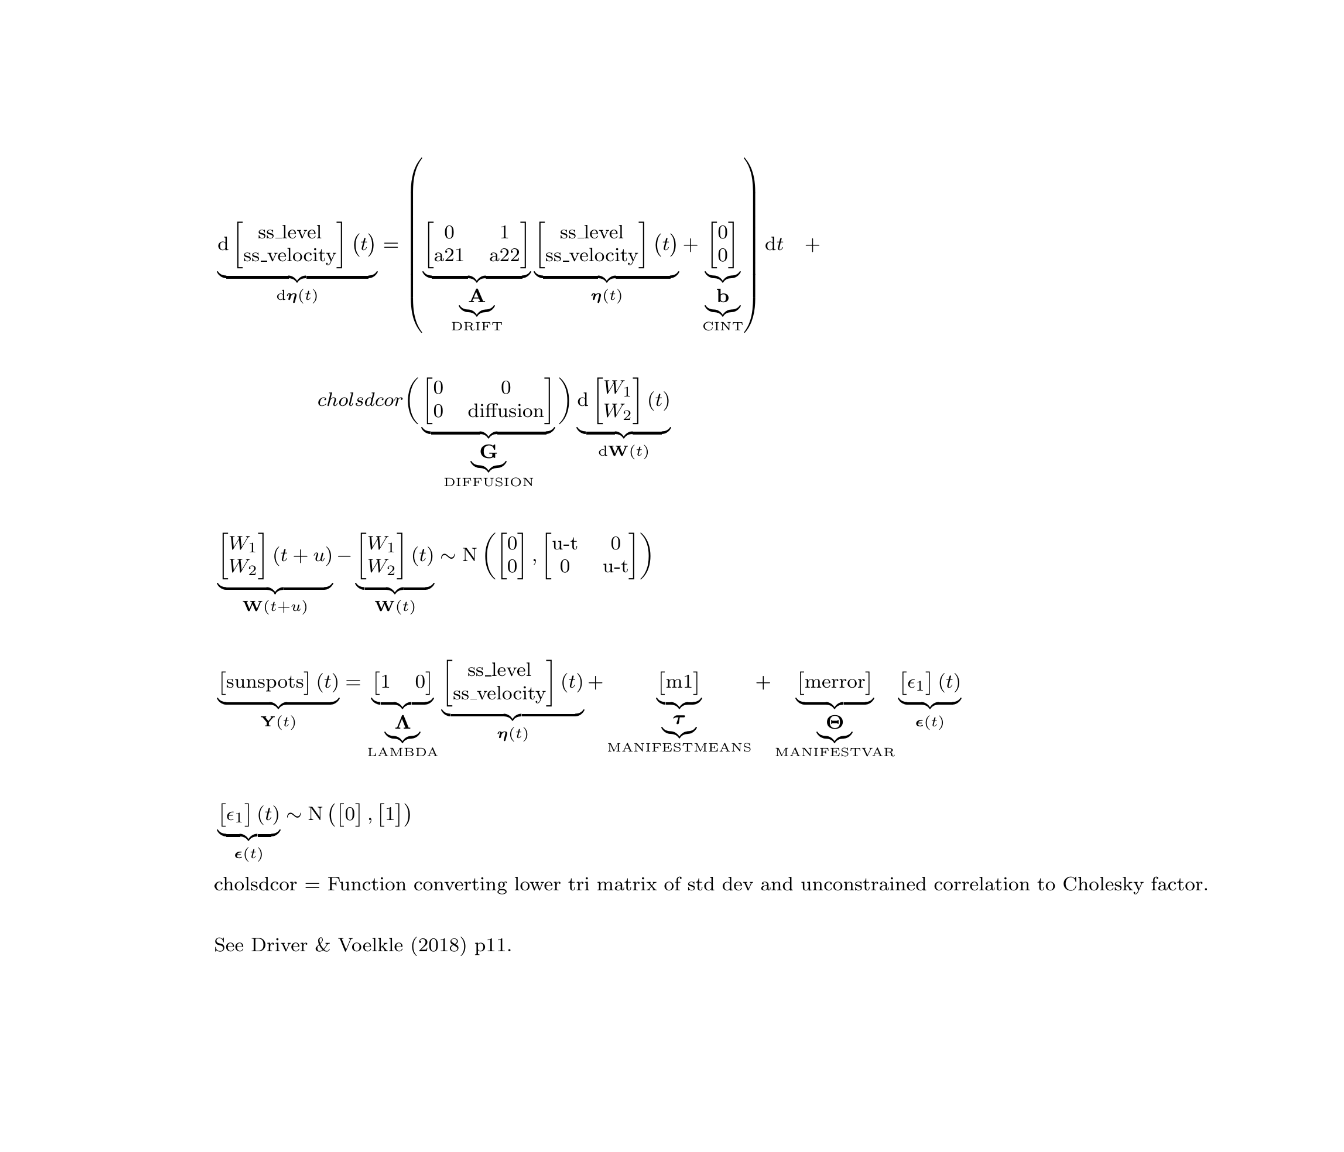 d [ss_level ss_velocity] (t) = ( [0 1 a21 a22] [ss_level ss_velocity] (t) + [0 0] ) dt +
dη(t) A η(t) b
DRIFT CINT
cholsdcor ( [0 0 0 diffusion] ) d [W₁ W₂] (t)
G dW(t)
DIFFUSION
[W₁ W₂] (t + u) − [W₁ W₂] (t) ∼ N ( [0 0] , [u-t 0 0 u-t] )
W(t+u) W(t)
[sunspots] (t) = [1 0] [ss_level ss_velocity] (t) + [m1] + [merror] [ϵ₁] (t)
Y(t) Λ η(t) τ Θ ϵ(t)
LAMBDA MANIFESTMEANS MANIFESTVAR
[ϵ₁] (t) ∼ N ([0] , [1])
ϵ(t)
cholsdcor = Function converting lower tri matrix of std dev and unconstrained correlation to Cholesky factor.
See Driver & Voelkle (2018) p11.